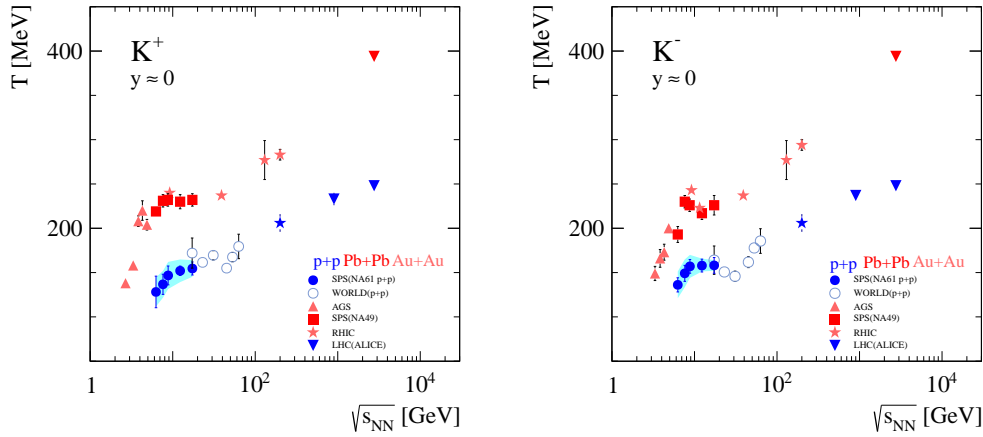 T [MeV]
K+
y ≈ 0
400
200
p+p Pb+Pb Au+Au
SPS(NA61 p+p)
WORLD(p+p)
AGS
SPS(NA49)
RHIC
LHC(ALICE)
1
10²
10⁴
√sNN [GeV]
T [MeV]
K-
y ≈ 0
400
200
p+p Pb+Pb Au+Au
SPS(NA61 p+p)
WORLD(p+p)
AGS
SPS(NA49)
RHIC
LHC(ALICE)
1
10²
10⁴
√sNN [GeV]